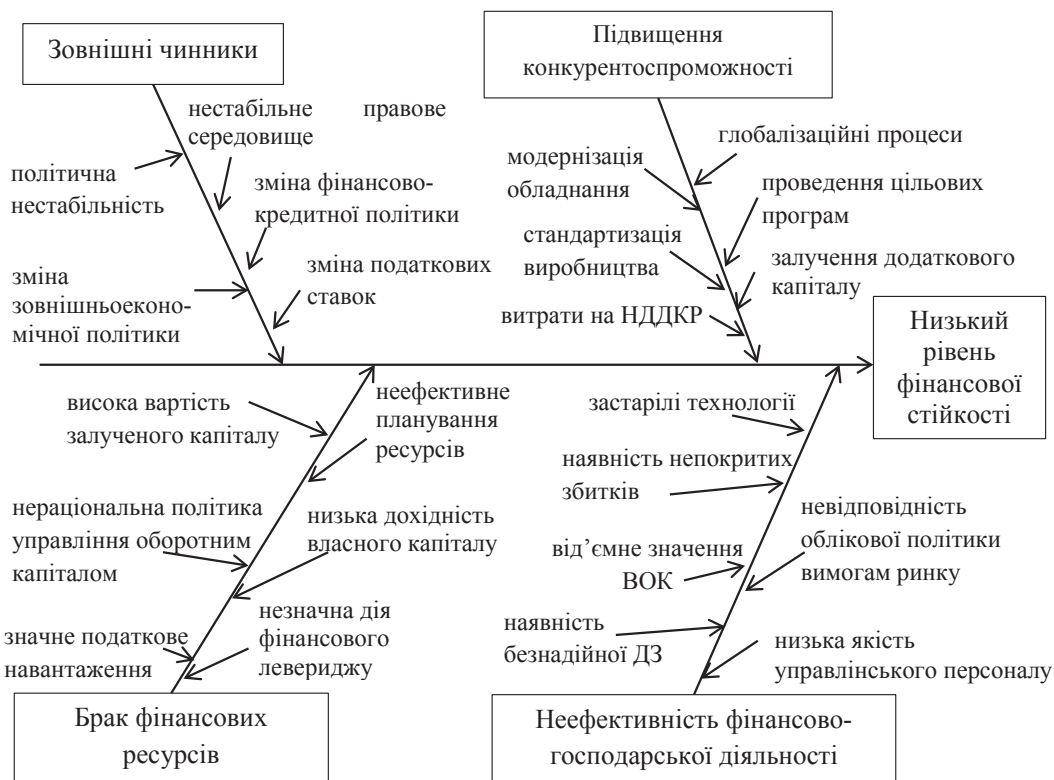 Зовнішні чинники
Підвищення
конкурентоспроможності
нестабільне правове
середовище
політична
нестабільність
зміна фінансово-
кредитної політики
зміна
зовнішньоеконо-
мічної політики
зміна податкових
ставок
глобалізаційні процеси
модернізація
обладнання
проведення цільових
програм
стандартизація
виробництва
залучення додаткового
капіталу
витрати на НДДКР
Низький
рівень
фінансової
стійкості
висока вартість
залученого капіталу
неефективне
планування
ресурсів
нераціональна політика
управління оборотним
капіталом
низька дохідність
власного капіталу
значне податкове
навантаження
незначна дія
фінансового
левериджу
застарілі технології
наявність непокритих
збитків
невідповідність
облікової політики
вимогам ринку
від’ємне значення
ВОК
наявність
безнадійної ДЗ
низька якість
управлінського персоналу
Брак фінансових
ресурсів
Неефективність фінансово-
господарської діяльності